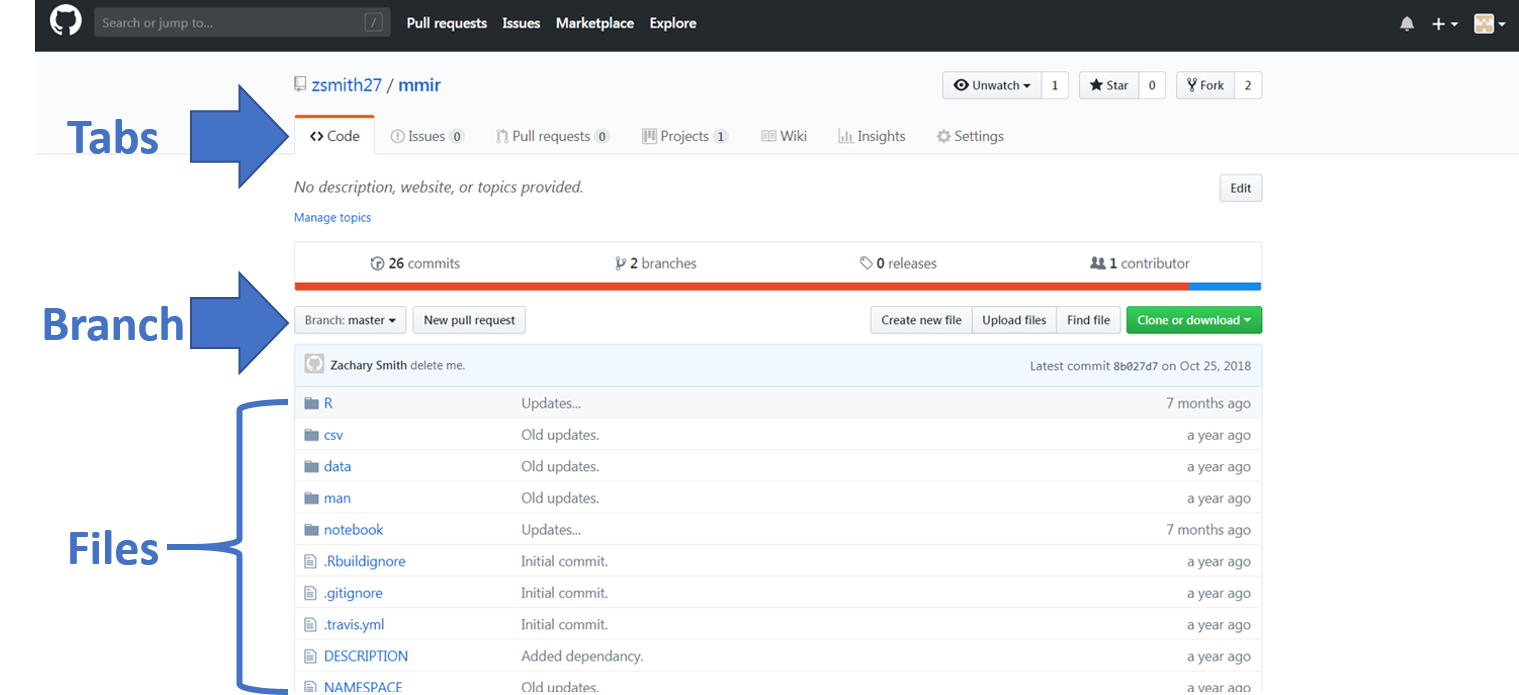 Search or jump to... /
Pull requests Issues Marketplace Explore
zsmith27 / mmir
Unwatch 1 Star 0 Fork 2
Tabs
Code Issues 0 Pull requests 0 Projects 1 Wiki Insights Settings
No description, website, or topics provided.
Edit
Manage topics
26 commits 2 branches 0 releases 1 contributor
Branch
Branch: master New pull request Create new file Upload files Find file Clone or download
Zachary Smith delete me. Latest commit 8b027d7 on Oct 25, 2018
Files
R Updates... 7 months ago
csv Old updates. a year ago
data Old updates. a year ago
man Old updates. a year ago
notebook Updates... 7 months ago
.Rbuildignore Initial commit. a year ago
.gitignore Initial commit. a year ago
.travis.yml Initial commit. a year ago
DESCRIPTION Added dependancy. a year ago
NAMESPACE Old updates. a year ago